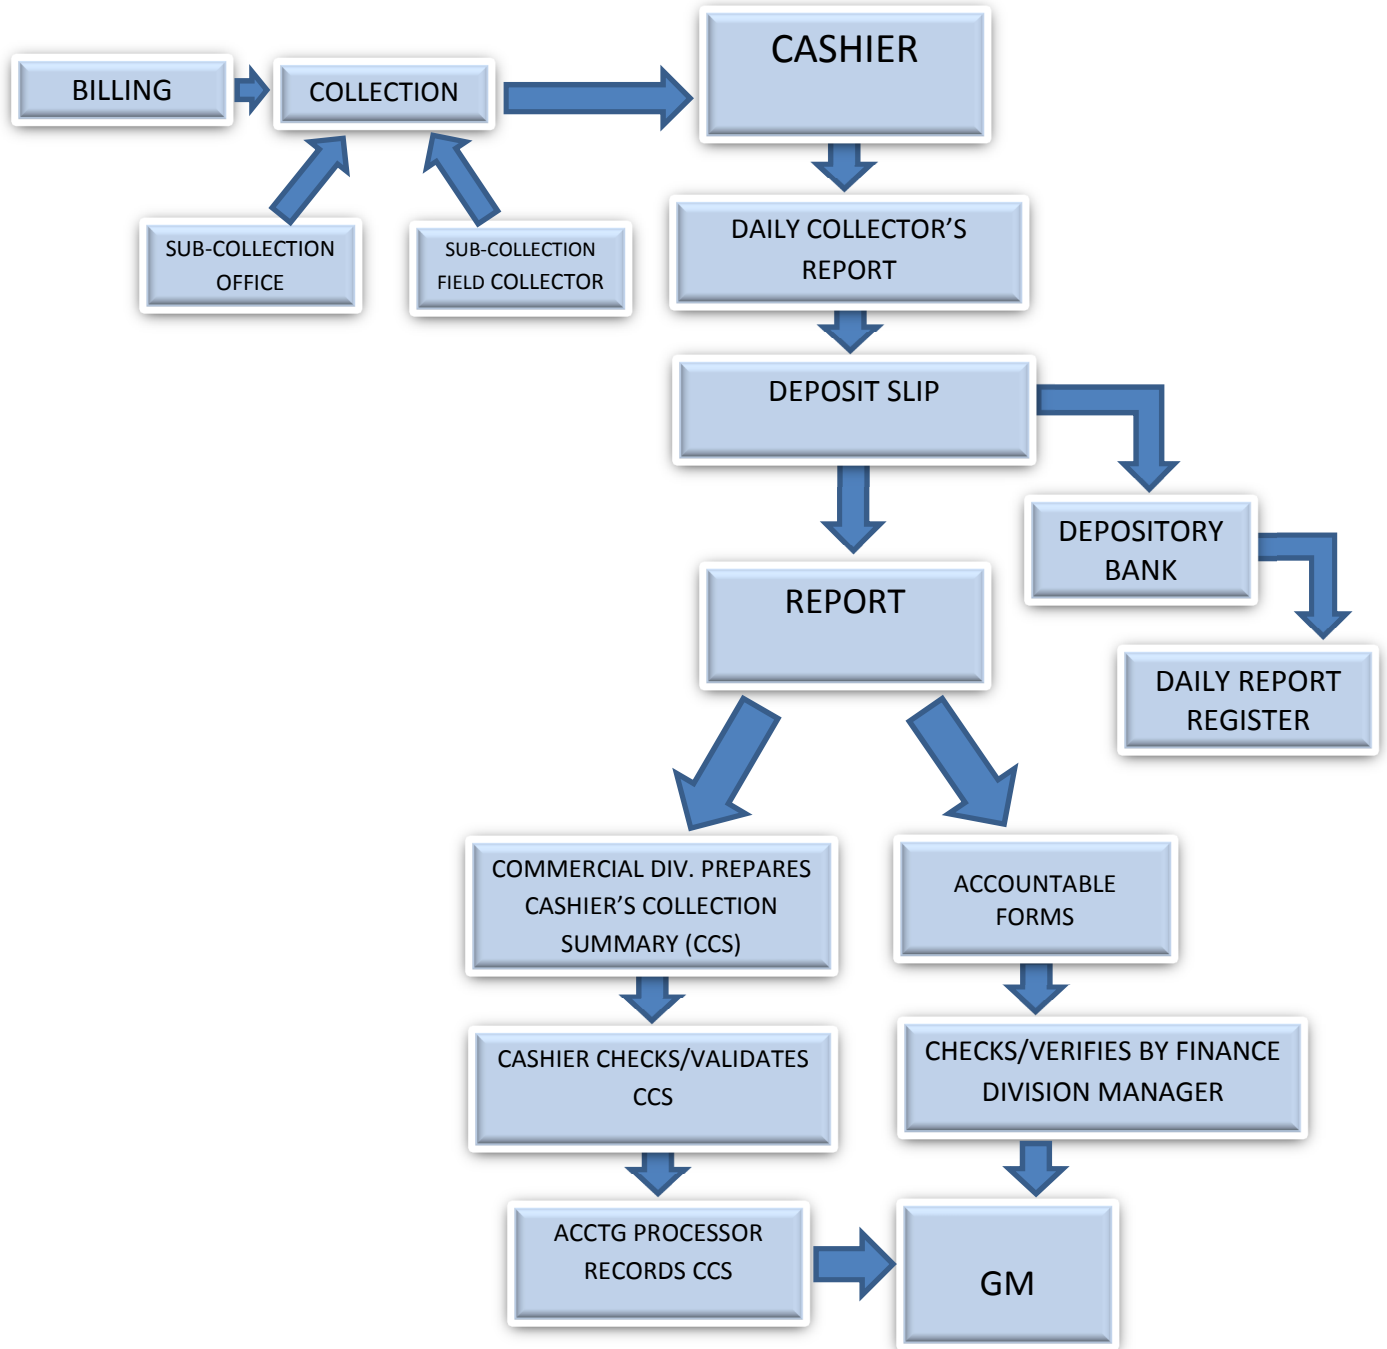 CASHIER
BILLING
COLLECTION
SUB-COLLECTION
OFFICE
SUB-COLLECTION
FIELD COLLECTOR
DAILY COLLECTOR’S
REPORT
DEPOSIT SLIP
DEPOSITORY
BANK
REPORT
DAILY REPORT
REGISTER
COMMERCIAL DIV. PREPARES
CASHIER’S COLLECTION
SUMMARY (CCS)
ACCOUNTABLE
FORMS
CASHIER CHECKS/VALIDATES
CCS
CHECKS/VERIFIES BY FINANCE
DIVISION MANAGER
ACCTG PROCESSOR
RECORDS CCS
GM